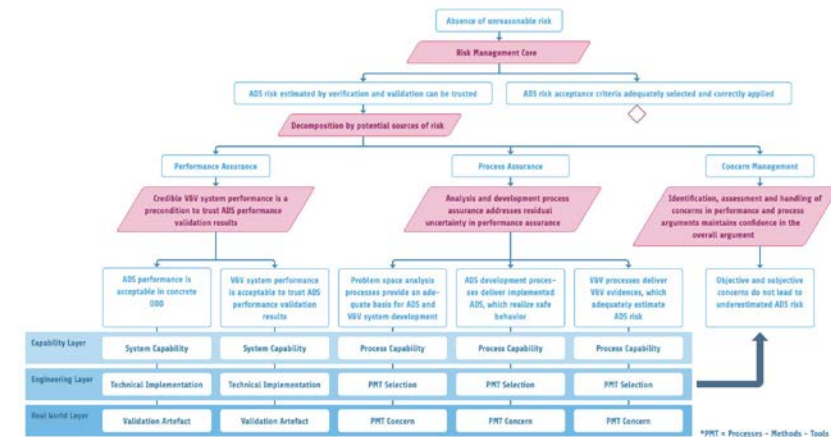 Absence of unreasonable risk
Risk Management Core
ADS risk estimated by verification and validation can be trusted
ADS risk acceptance criteria adequately selected and correctly applied
Decomposition by potential sources of risk
Performance Assurance
Process Assurance
Concern Management
Credible V&V system performance is a
precondition to trust ADS performance
validation results
Analysis and development process
assurance addresses residual
uncertainty in performance assurance
Identification, assessment and handling of
concerns in performance and process
arguments maintains confidence in the
overall argument
ADS performance is
acceptable in concrete
ODD
V&V system performance
is acceptable to trust ADS
performance validation
results
Problem space analysis
processes provide an ade-
quate basis for ADS and
V&V system development
ADS development proces-
ses deliver implemented
ADS, which realize safe
behavior
V&V processes deliver
V&V evidences, which
adequately estimate
ADS risk
Objective and subjective
concerns do not lead to
underestimated ADS risk
Capability Layer
System Capability
System Capability
Process Capability
Process Capability
Process Capability
Engineering Layer
Technical Implementation
Technical Implementation
PMT Selection
PMT Selection
PMT Selection
Real World Layer
Validation Artefact
Validation Artefact
PMT Concern
PMT Concern
PMT Concern
*PMT = Processes - Methods - Tools